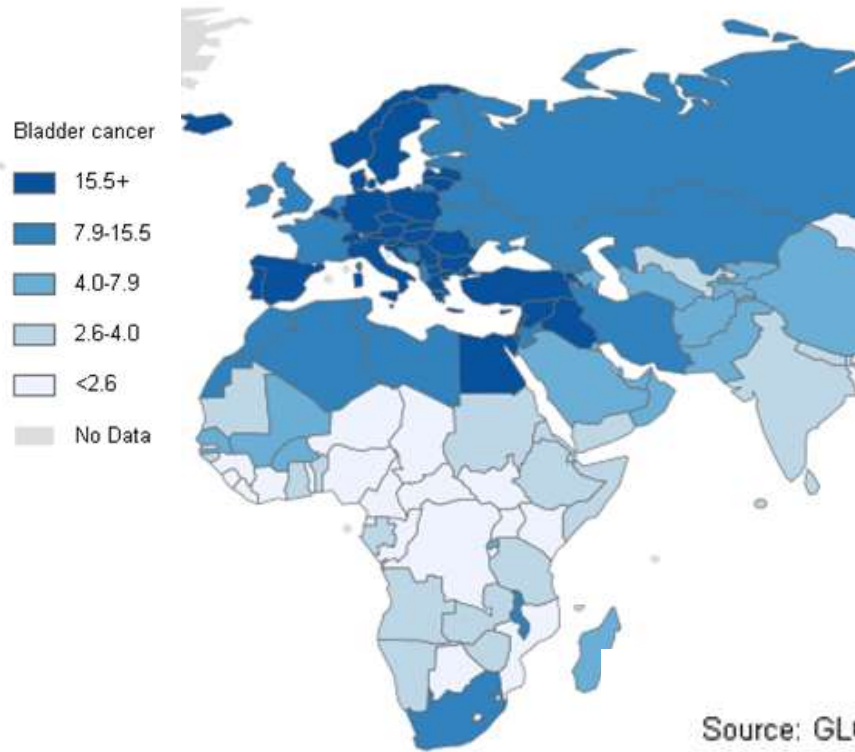 Bladder cancer
15.5+
7.9-15.5
4.0-7.9
2.6-4.0
<2.6
No Data
Source: